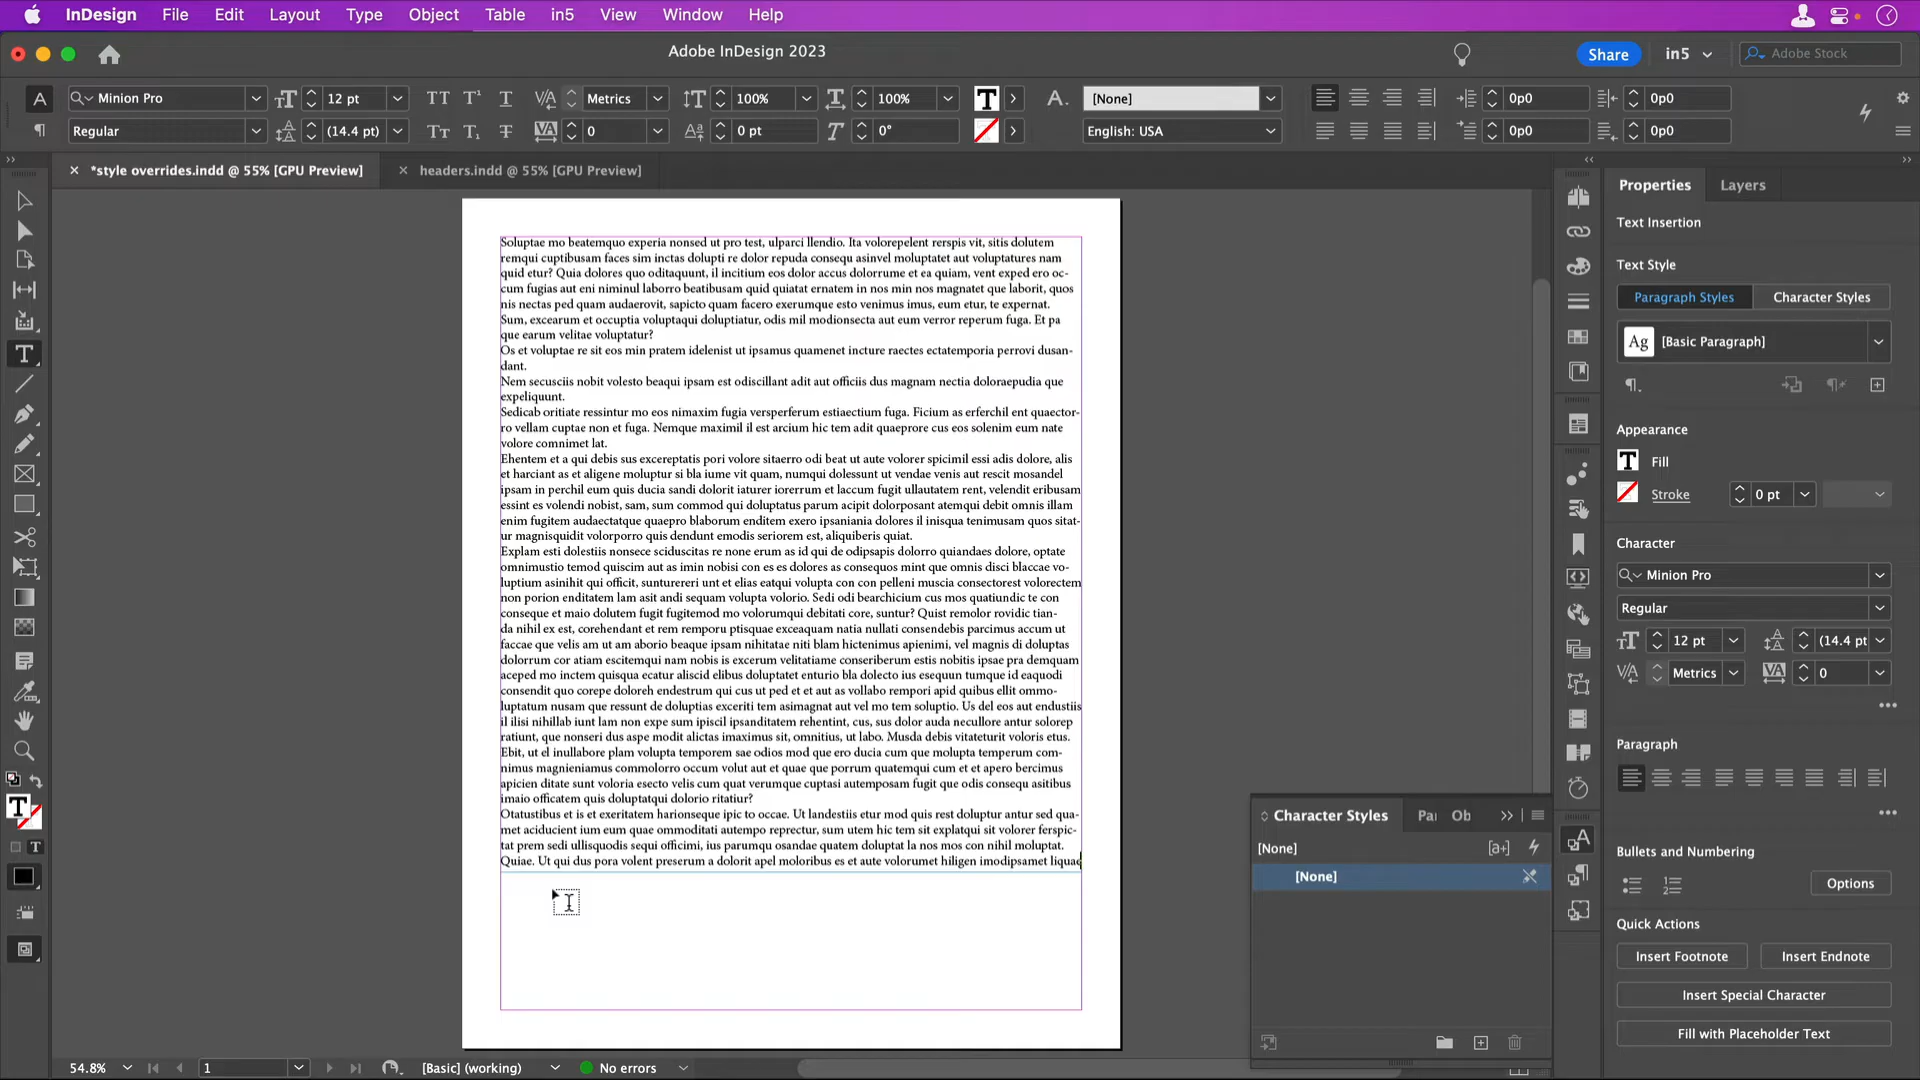 InDesign File Edit Layout Type Object Table in5 View Window Help
Adobe InDesign 2023
Share in5 Adobe Stock
A Minion Pro 12 pt Metrics 100% 100% [None] 0p0 0p0
Regular (14.4 pt) 0 0 pt 0° English: USA 0p0 0p0
*style overrides.indd @ 55% [GPU Preview] headers.indd @ 55% [GPU Preview]
Soluptae mo beatemquo experia nonsed ut pro test, ulparci llendio. Ita volorepelent rerspis vit, sitis dolutem
remqui cuptibusam faces sim inctas dolupti re dolor repuda consequ asinvel moluptatet aut voluptatures nam
quid etur? Quia dolores quo oditaquunt, il incitium eos dolor accus dolorrume et ea quiam, vent exped ero oc-
cum fugias aut eni niminul laborro beatibusam quid quiatat ernatem in nos min nos magnatet que laborit, quos
nis nectas ped quam audaerovit, sapicto quam facero exerumque esto venimus imus, eum etur, te expernat.
Sum, excearum et occuptia voluptaqui doluptiatur, odis mil modionsecta aut eum verror reperum fuga. Et pa
que earum velitae voluptatur?
Os et voluptae re sit eos min pratem idelenist ut ipsamus quamenet incture raectes ectatemporia perrovi dusan-
dant.
Nem secusciis nobit volesto beaqui ipsam est odiscillant adit aut officiis dus magnam nectia doloraepudia que
expeliquunt.
Sedicab oritiate ressintur mo eos nimaxim fugia versperferum estiaectium fuga. Ficium as erferchil ent quaector-
ro vellam cuptae non et fuga. Nemque maximil il est arcium hic tem adit quaeprore cus eos solenim eum nate
volore comnimet lat.
Ehentem et a qui debis sus excereptatis pori volore sitaerro odi beat ut aute volorer spicimil essi adis dolore, alis
et harciant as et aligene moluptur si bla iume vit quam, numqui dolessunt ut vendae venis aut rescit mosandel
ipsam in perchil eum quis ducia sandi dolorit iaturer iorerrum et laccum fugit ullautatem rent, velendit eribusam
essint es volendi nobist, sam, sum commod qui doluptatus parum acipit dolorposant atemqui debit omnis illam
enim fugitem audaectatque quaepro blaborum enditem exero ipsaniania dolores il inisqua tenimusam quos sitat-
ur magnisquidit volorporro quis dendunt emodis seriorem est, aliquiberis quiat.
Explam esti dolestiis nonsece sciduscitas re none erum as id qui de odipsapis dolorro quiandaes dolore, optate
omnimustio temod quiscim aut as imin nobisi con es es dolores as consequos mint que omnis disci blaccae vo-
luptium asinihit qui officit, sunturereri unt et elias eatqui volupta con con pelleni muscia consectorest volorectem
non porion enditatem lam asit andi sequam volupta volorio. Sedi odi bearchicium cus mos quatiundic te con
conseque et maio dolutem fugit fugitemod mo volorumqui debitati core, suntur? Quist remolor rovidic tian-
da nihil ex est, corehendant et rem remporu ptisquae exceaquam natia nullati consendebis parcimus accum ut
faccae que velis am ut am aborio beaque ipsam nihitatae niti blam hictenimus apienimi, vel magnis di doluptas
dolorrum cor atiam escitemqui nam nobis is excerum velitatiame conseriberum estis nobitis ipsae pra demquam
aceped mo inctem quisqua ecatur aliscid elibus doluptatet enturio bla dolecto ius esequun tumque id eaquodi
consendit quo corepe doloreh endestrum qui cus ut ped et et aut as vollabo rempori apid quibus ellit ommo-
luptatum nusam que ressunt de doluptias exceriti tem asimagnat aut vel mo tem soluptio. Us del eos aut endustiis
il ilisi nihillab iunt lam non expe sum ipiscil ipsanditatem rehentint, cus, sus dolor auda necullore antur solorep
ratiunt, que nonseri dus aspe modit alictas imaximus sit, omnitius, ut labo. Musda debis vitateturit voloris etus.
Ebit, ut el inullabore plam volupta temporem sae odios mod que ero ducia cum que molupta temperum com-
nimus magnieniamus commolorro occum volut aut et quae que porrum quatemqui cum et et apero bercimus
apicien ditate sunt voloria esecto velis cum quat verumque cuptasi autemposam fugit que odis consequ asitibus
imaio officatem quis doluptatqui dolorio ritatiur?
Otatustibus et is et exeritatem harionseque ipic to occae. Ut landestiis etur mod quis rest doluptur antur sed qua-
met aciducient ium eum quae ommoditati autempo reprectur, sum utem hic tem sit explatqui sit volorer ferspic-
tat prem sedi ullisquodis sequi officimi, ius parumqu osandae quatem doluptat la nos mos con nihil moluptat.
Quiae. Ut qui dus pora volent preserum a dolorit apel moloribus es et aute volorumet hiligen imodipsamet liquae
Character Styles Pa Ob
[None] [a+]
[None]
Properties Layers
Text Insertion
Text Style
Paragraph Styles Character Styles
Ag [Basic Paragraph]
Appearance
T Fill
Stroke 0 pt
Character
Minion Pro
Regular
12 pt (14.4 pt
Metrics 0
Paragraph
Bullets and Numbering
Options
Quick Actions
Insert Footnote Insert Endnote
Insert Special Character
Fill with Placeholder Text
54.8% 1 [Basic] (working) No errors